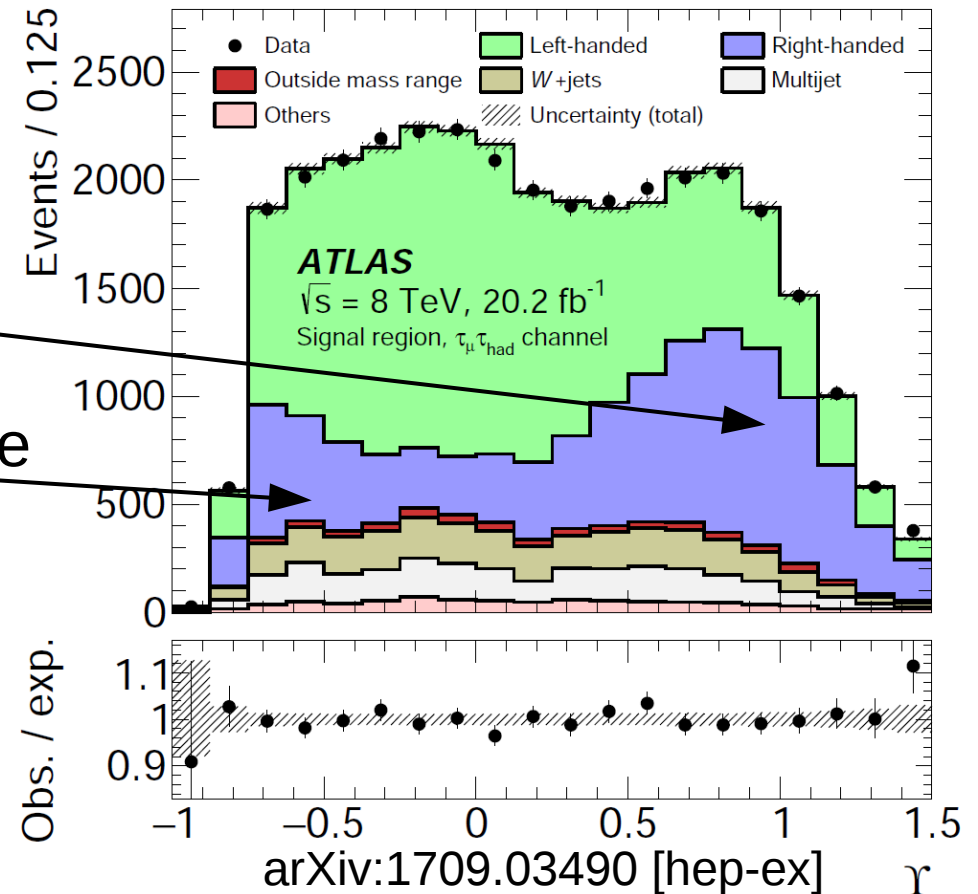 Events / 0.125
2500
2000
1500
1000
500
0
Data
Left-handed
Right-handed
Outside mass range
W+jets
Multijet
Others
Uncertainty (total)
ATLAS
√s = 8 TeV, 20.2 fb⁻¹
Signal region, τμτhad channel
e
Obs. / exp.
1.1
1
0.9
−1
−0.5
0
0.5
1
1.5
arXiv:1709.03490 [hep-ex]
ϒ